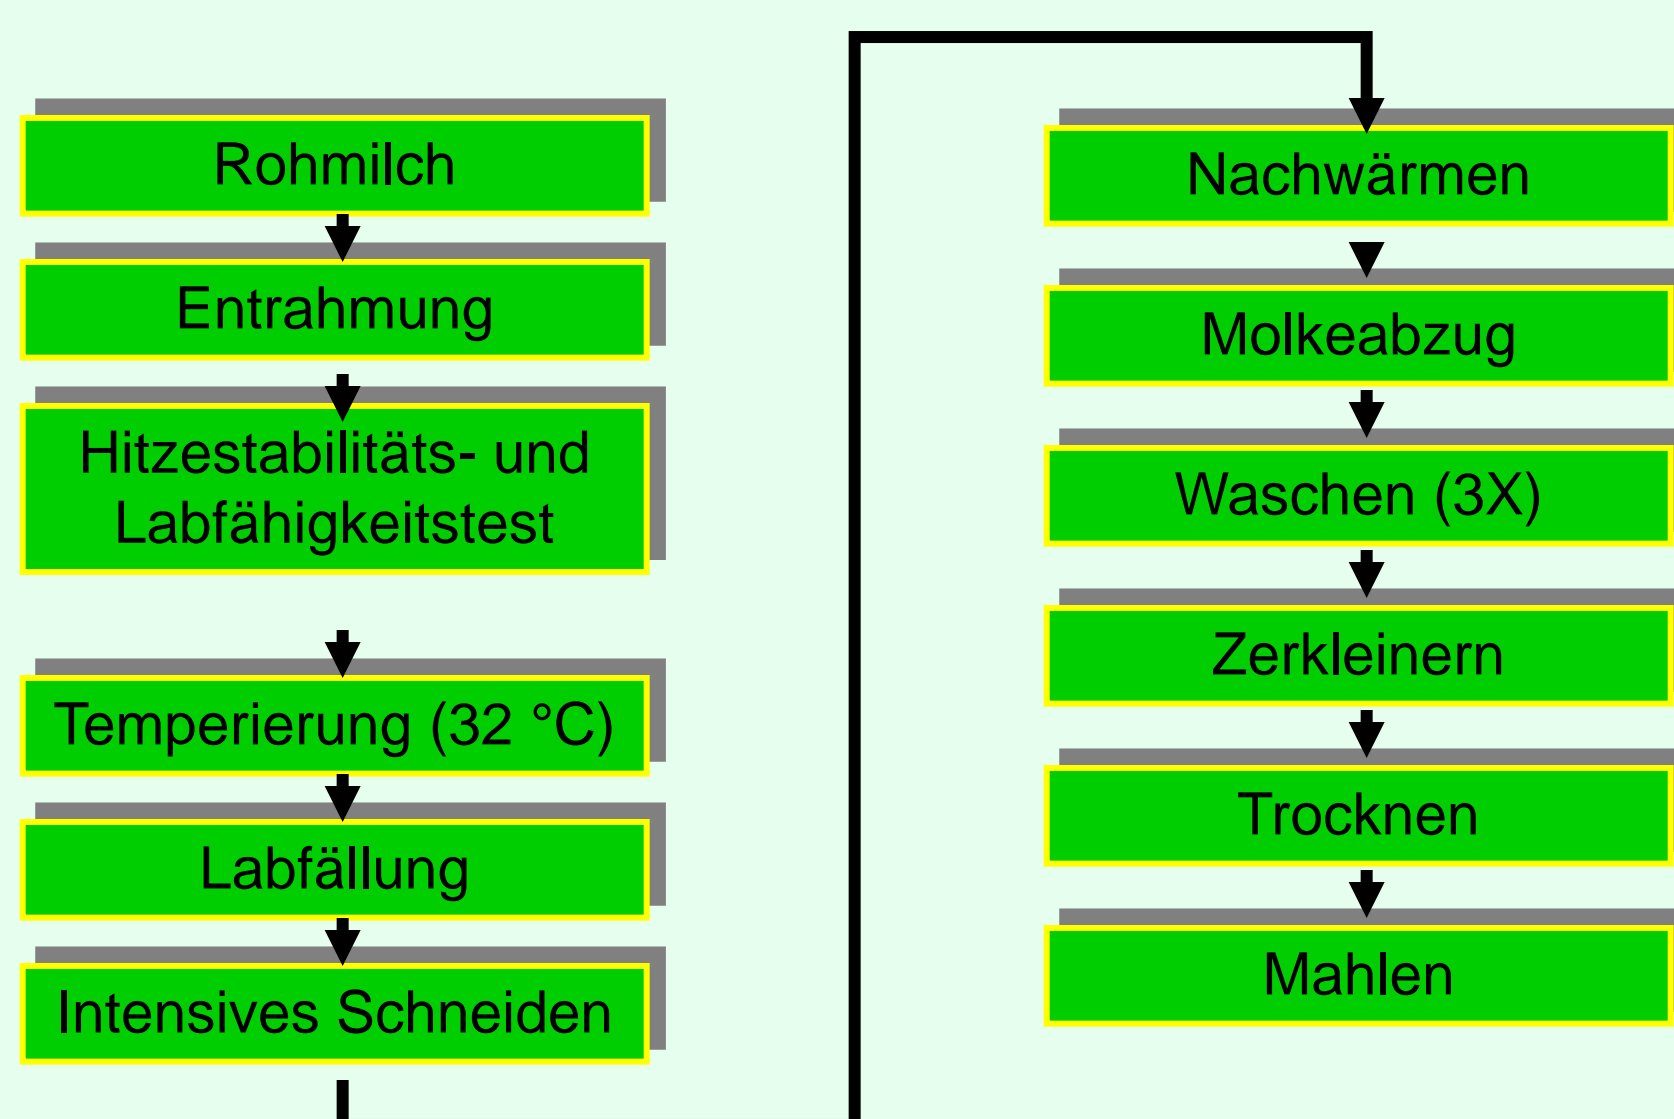 Rohmilch
Entrahmung
Hitzestabilitäts- und
Labfähigkeitstest
Temperierung (32 °C)
Labfällung
Intensives Schneiden
Nachwärmen
Molkeabzug
Waschen (3X)
Zerkleinern
Trocknen
Mahlen